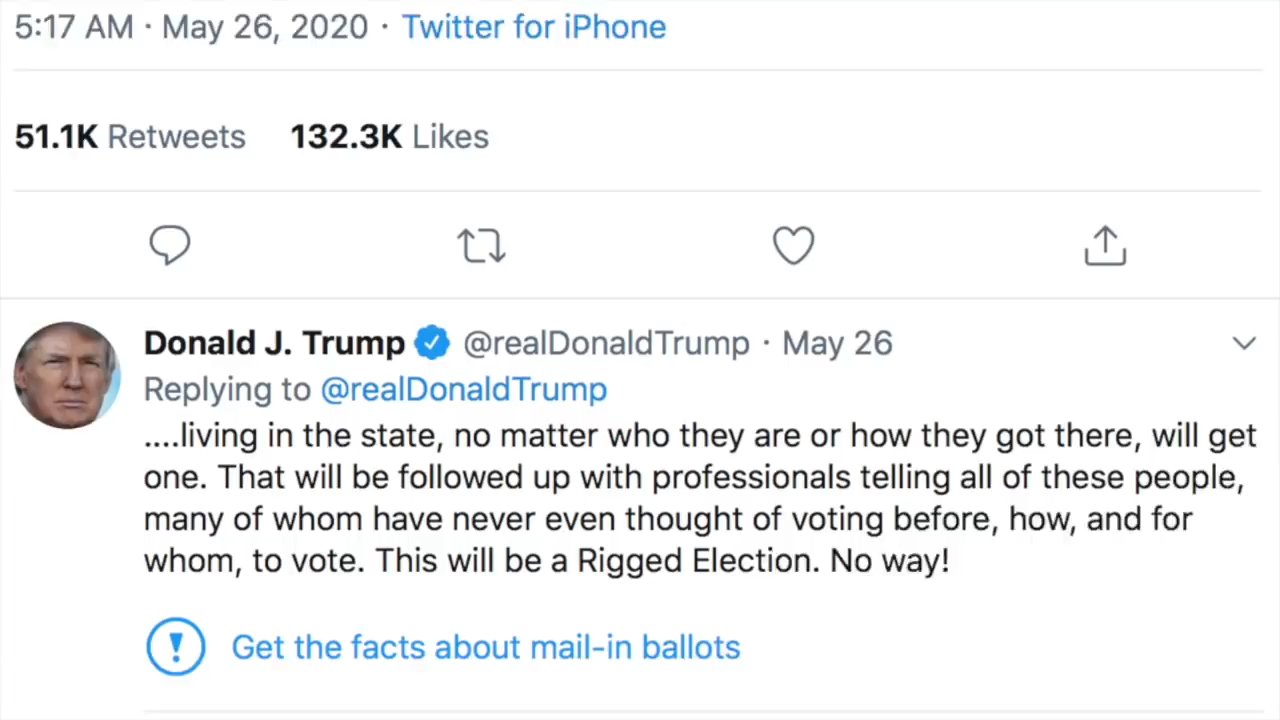 5:17 AM · May 26, 2020 · Twitter for iPhone
51.1K Retweets 132.3K Likes
Donald J. Trump @realDonaldTrump · May 26
Replying to @realDonaldTrump
....living in the state, no matter who they are or how they got there, will get
one. That will be followed up with professionals telling all of these people,
many of whom have never even thought of voting before, how, and for
whom, to vote. This will be a Rigged Election. No way!
Get the facts about mail-in ballots